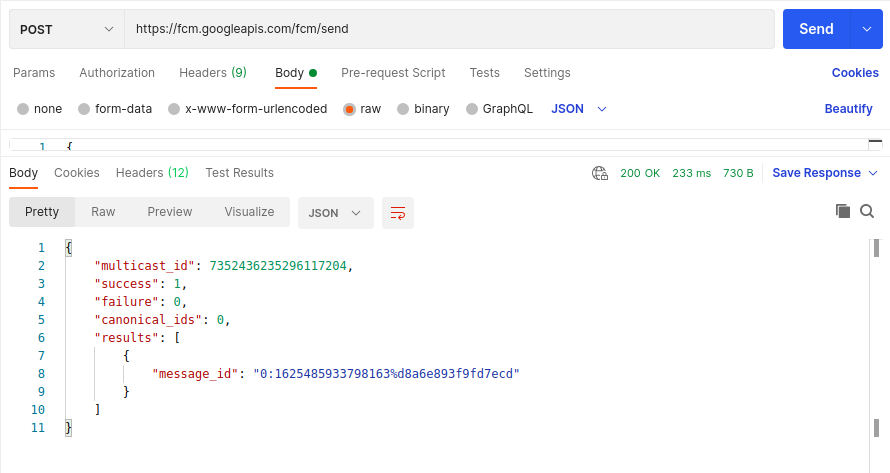 POST https://fcm.googleapis.com/fcm/send Send
Params Authorization Headers (9) Body Pre-request Script Tests Settings Cookies
none form-data x-www-form-urlencoded raw binary GraphQL JSON Beautify
1 {
Body Cookies Headers (12) Test Results 200 OK 233 ms 730 B Save Response
Pretty Raw Preview Visualize JSON
1 {
2 "multicast_id": 7352436235296117204,
3 "success": 1,
4 "failure": 0,
5 "canonical_ids": 0,
6 "results": [
7 {
8 "message_id": "0:1625485933798163%d8a6e893f9fd7ecd"
9 }
10 ]
11 }